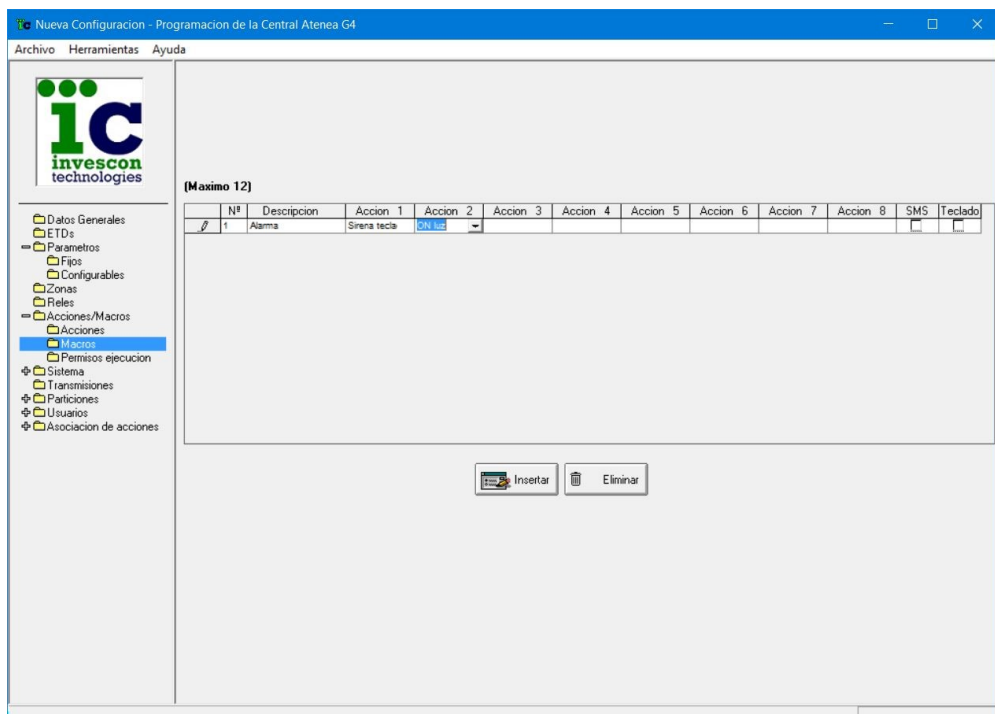 Nueva Configuracion - Programacion de la Central Atenea G4
Archivo Herramientas Ayuda
ic
invescon
technologies
Datos Generales
ETDs
Parametros
Fijos
Configurables
Zonas
Reles
Acciones/Macros
Acciones
Macros
Permisos ejecucion
Sistema
Transmisiones
Particiones
Usuarios
Asociacion de acciones
(Maximo 12)
Nº Descripcion Accion 1 Accion 2 Accion 3 Accion 4 Accion 5 Accion 6 Accion 7 Accion 8 SMS Teclado
1 Alarma Sirena tecla ON luz
Insertar Eliminar